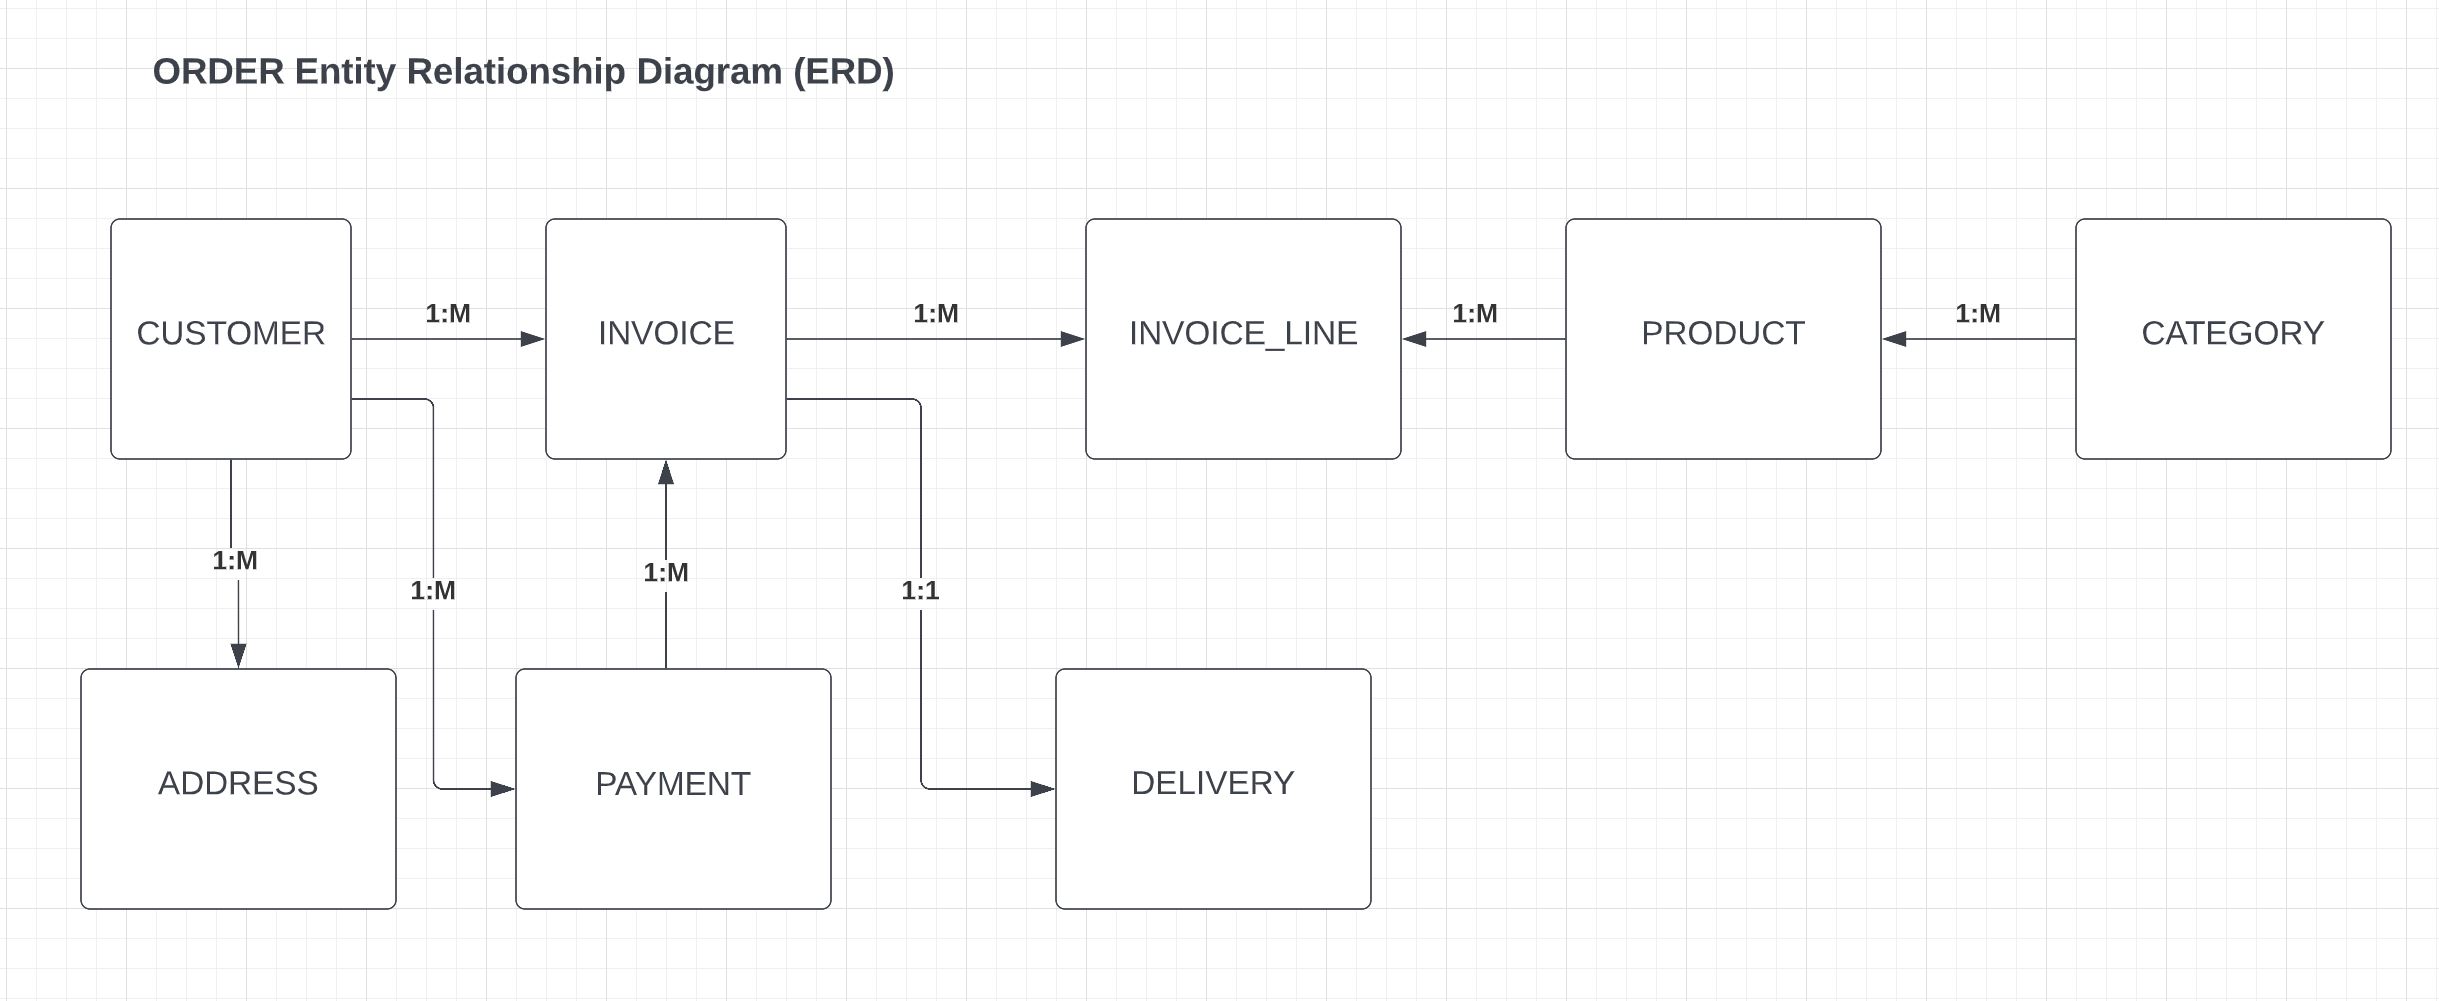 ORDER Entity Relationship Diagram (ERD)
CUSTOMER
1:M
INVOICE
1:M
INVOICE_LINE
1:M
PRODUCT
1:M
CATEGORY
1:M
1:M
1:M
1:1
ADDRESS
PAYMENT
DELIVERY